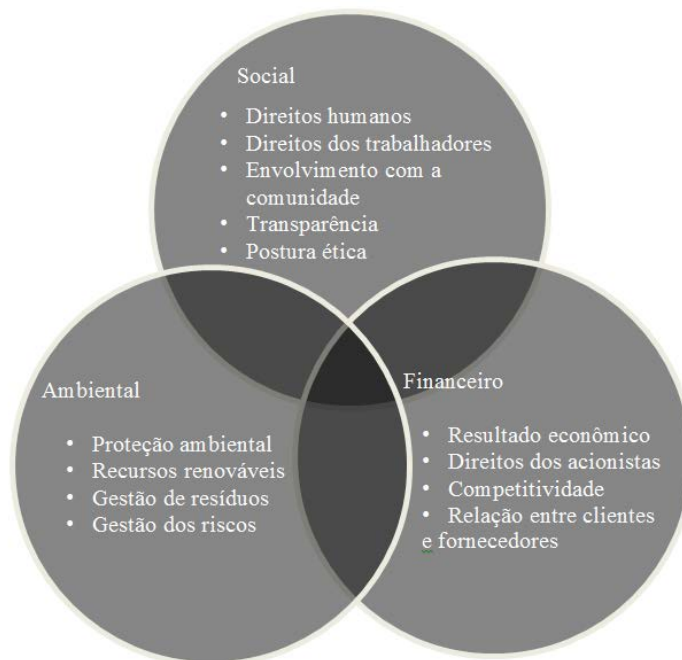 Social
• Direitos humanos
• Direitos dos trabalhadores
• Envolvimento com a
comunidade
• Transparência
• Postura ética
Ambiental
• Proteção ambiental
• Recursos renováveis
• Gestão de resíduos
• Gestão dos riscos
Financeiro
• Resultado econômico
• Direitos dos acionistas
• Competitividade
• Relação entre clientes
e fornecedores